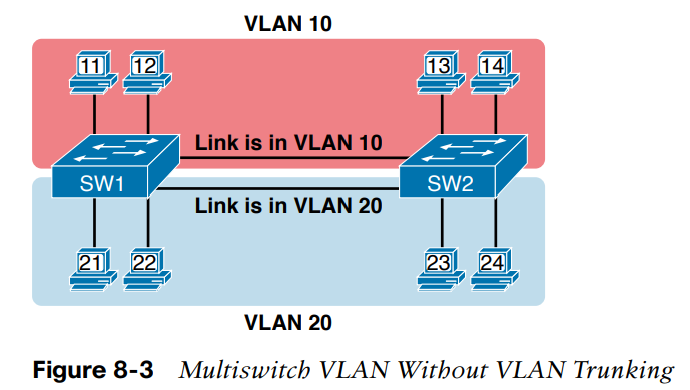 VLAN 10
11 12 13 14
Link is in VLAN 10
SW1 SW2
Link is in VLAN 20
21 22 23 24
VLAN 20
Figure 8-3 Multiswitch VLAN Without VLAN Trunking